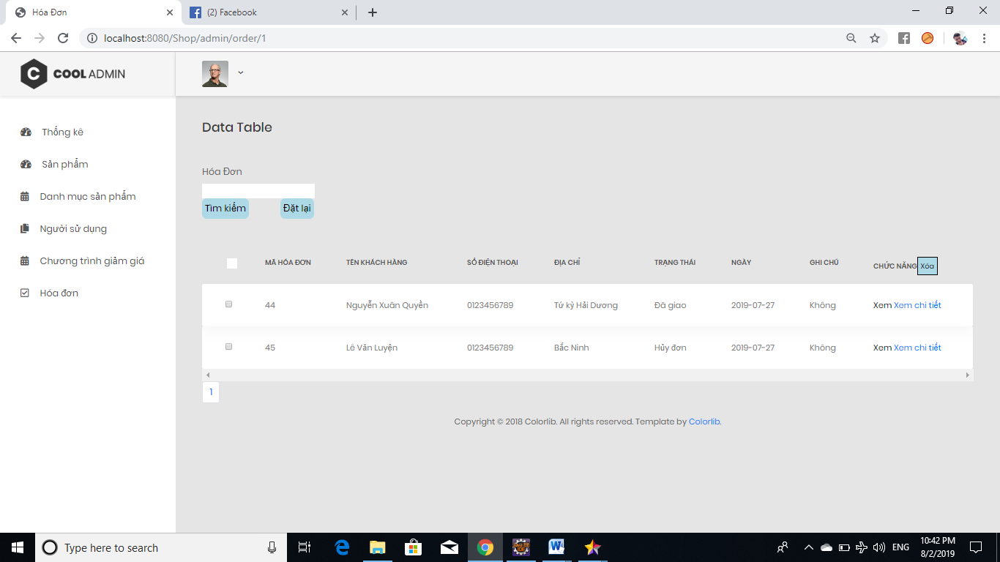 Hóa Đơn
(2) Facebook
localhost:8080/Shop/admin/order/1
C COOL ADMIN
Thống kê
Sản phẩm
Danh mục sản phẩm
Người sử dụng
Chương trình giảm giá
Hóa đơn
Data Table
Hóa Đơn
Tìm kiếm Đặt lại
MÃ HÓA ĐƠN TÊN KHÁCH HÀNG SỐ ĐIỆN THOẠI ĐỊA CHỈ TRẠNG THÁI NGÀY GHI CHÚ CHỨC NĂNG Xóa
44 Nguyễn Xuân Quyền 0123456789 Tứ kỳ Hải Dương Đã giao 2019-07-27 Không Xem Xem chi tiết
45 Lê Văn Luyện 0123456789 Bắc Ninh Hủy đơn 2019-07-27 Không Xem Xem chi tiết
1
Copyright © 2018 Colorlib. All rights reserved. Template by Colorlib.
Type here to search
ENG
10:42 PM
8/2/2019